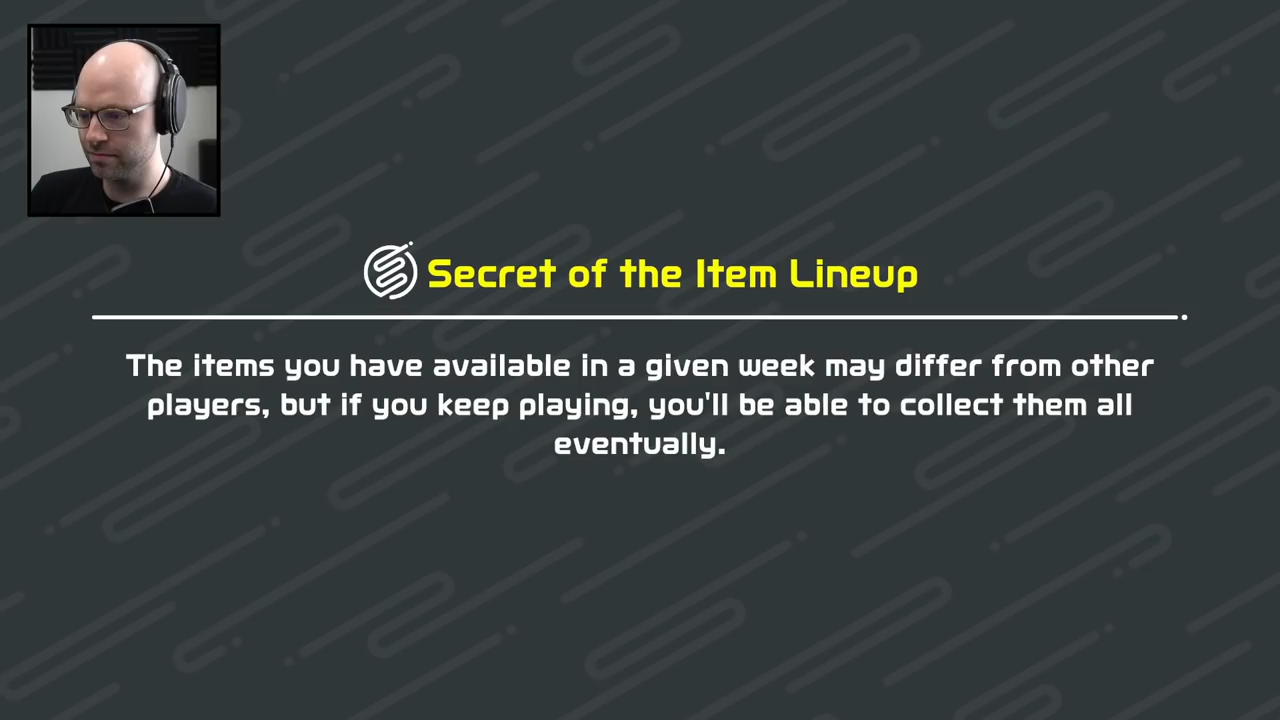 Secret of the Item Lineup
The items you have available in a given week may differ from other
players, but if you keep playing, you'll be able to collect them all
eventually.